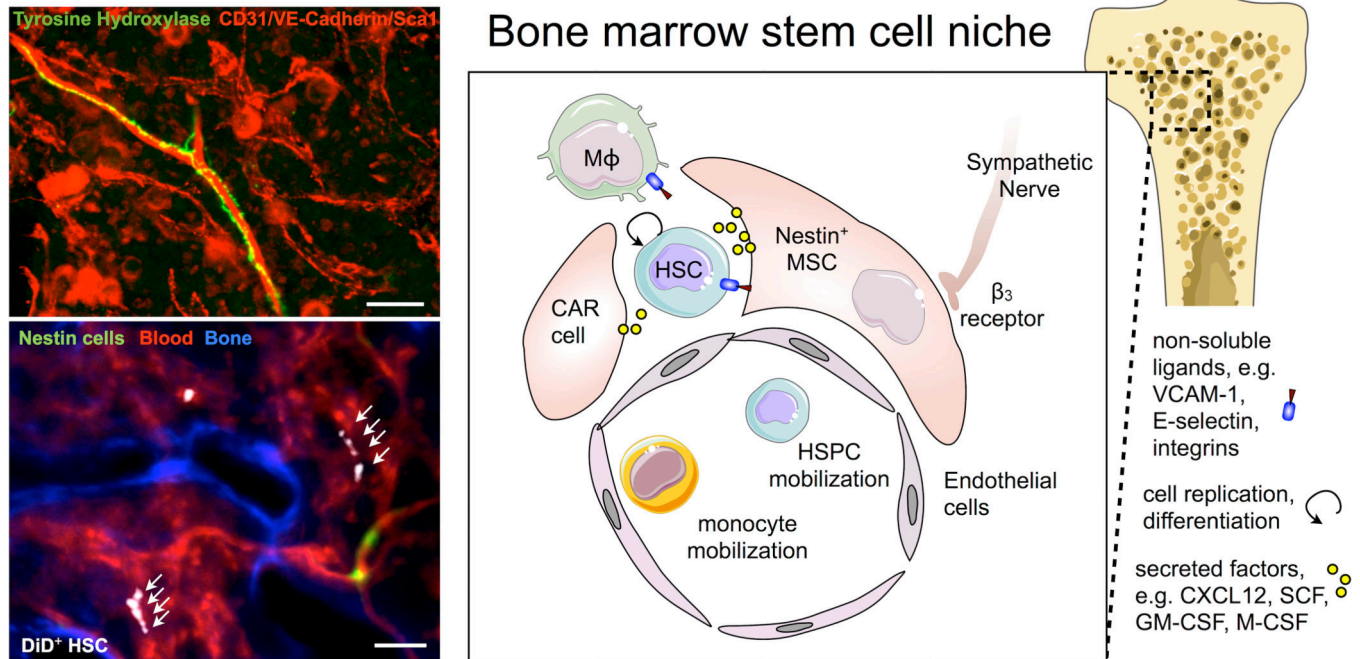 Tyrosine Hydroxylase CD31/VE-Cadherin/Sca1
Nestin cells Blood Bone
DiD⁺ HSC
Bone marrow stem cell niche
Mϕ
HSC
Nestin⁺
MSC
CAR
cell
Sympathetic
Nerve
β₃
receptor
HSPC
mobilization
monocyte
mobilization
Endothelial
cells
non-soluble
ligands, e.g.
VCAM-1,
E-selectin,
integrins
cell replication,
differentiation
secreted factors,
e.g. CXCL12, SCF,
GM-CSF, M-CSF